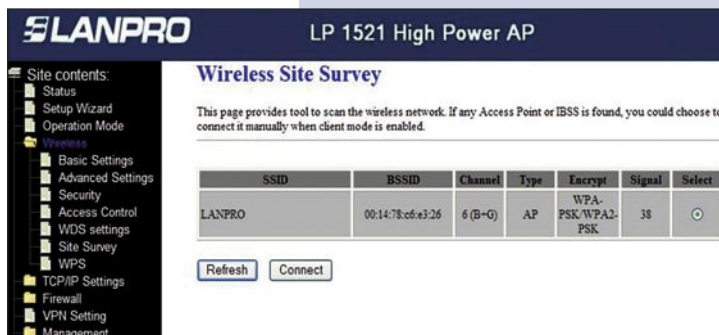 LANPRO
LP 1521 High Power AP
Site contents:
Status
Setup Wizard
Operation Mode
Wireless
Basic Settings
Advanced Settings
Security
Access Control
WDS settings
Site Survey
WPS
TCP/IP Settings
Firewall
VPN Setting
Management
Wireless Site Survey
This page provides tool to scan the wireless network. If any Access Point or IBSS is found, you could choose to
connect it manually when client mode is enabled.
SSID BSSID Channel Type Encrypt Signal Select
LANPRO 00:14:78:c6:e3:26 6 (B+G) AP WPA-
PSK/WPA2-
PSK 38
Refresh Connect